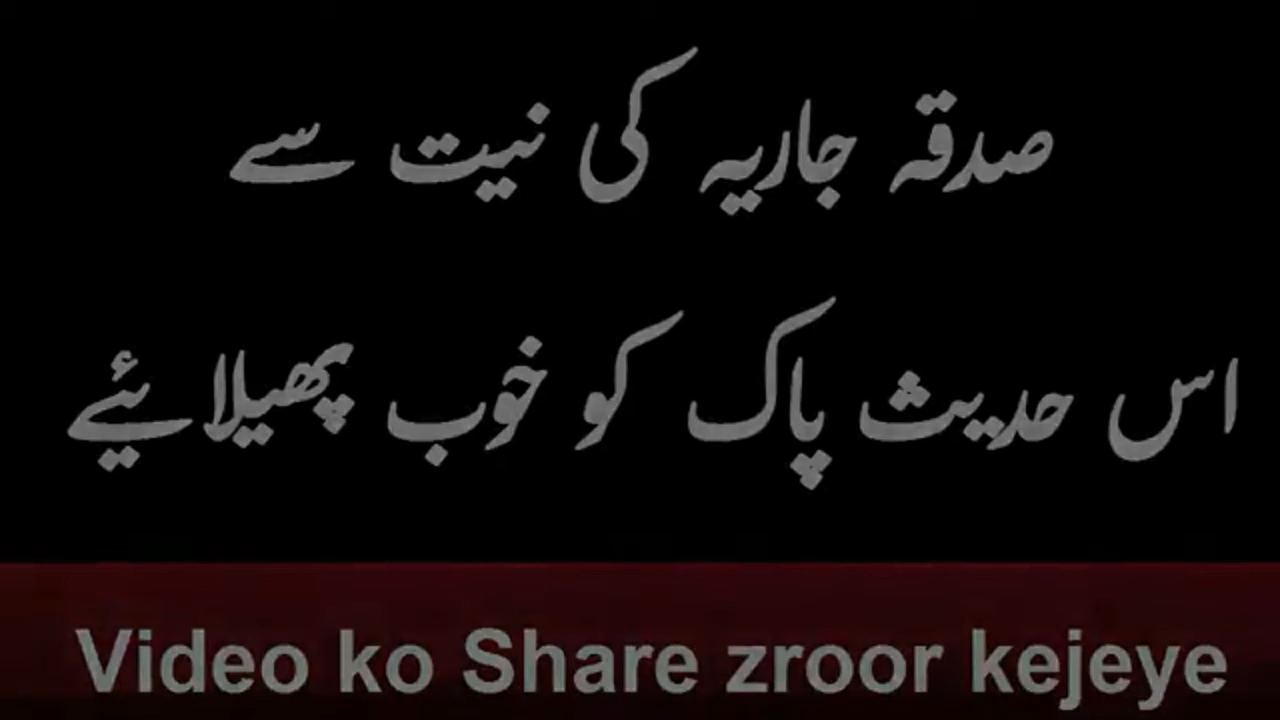 صدقہ جاریہ کی نیت سے
اس حدیث پاک کو خوب پھیلائیے
Video ko Share zroor kejeye